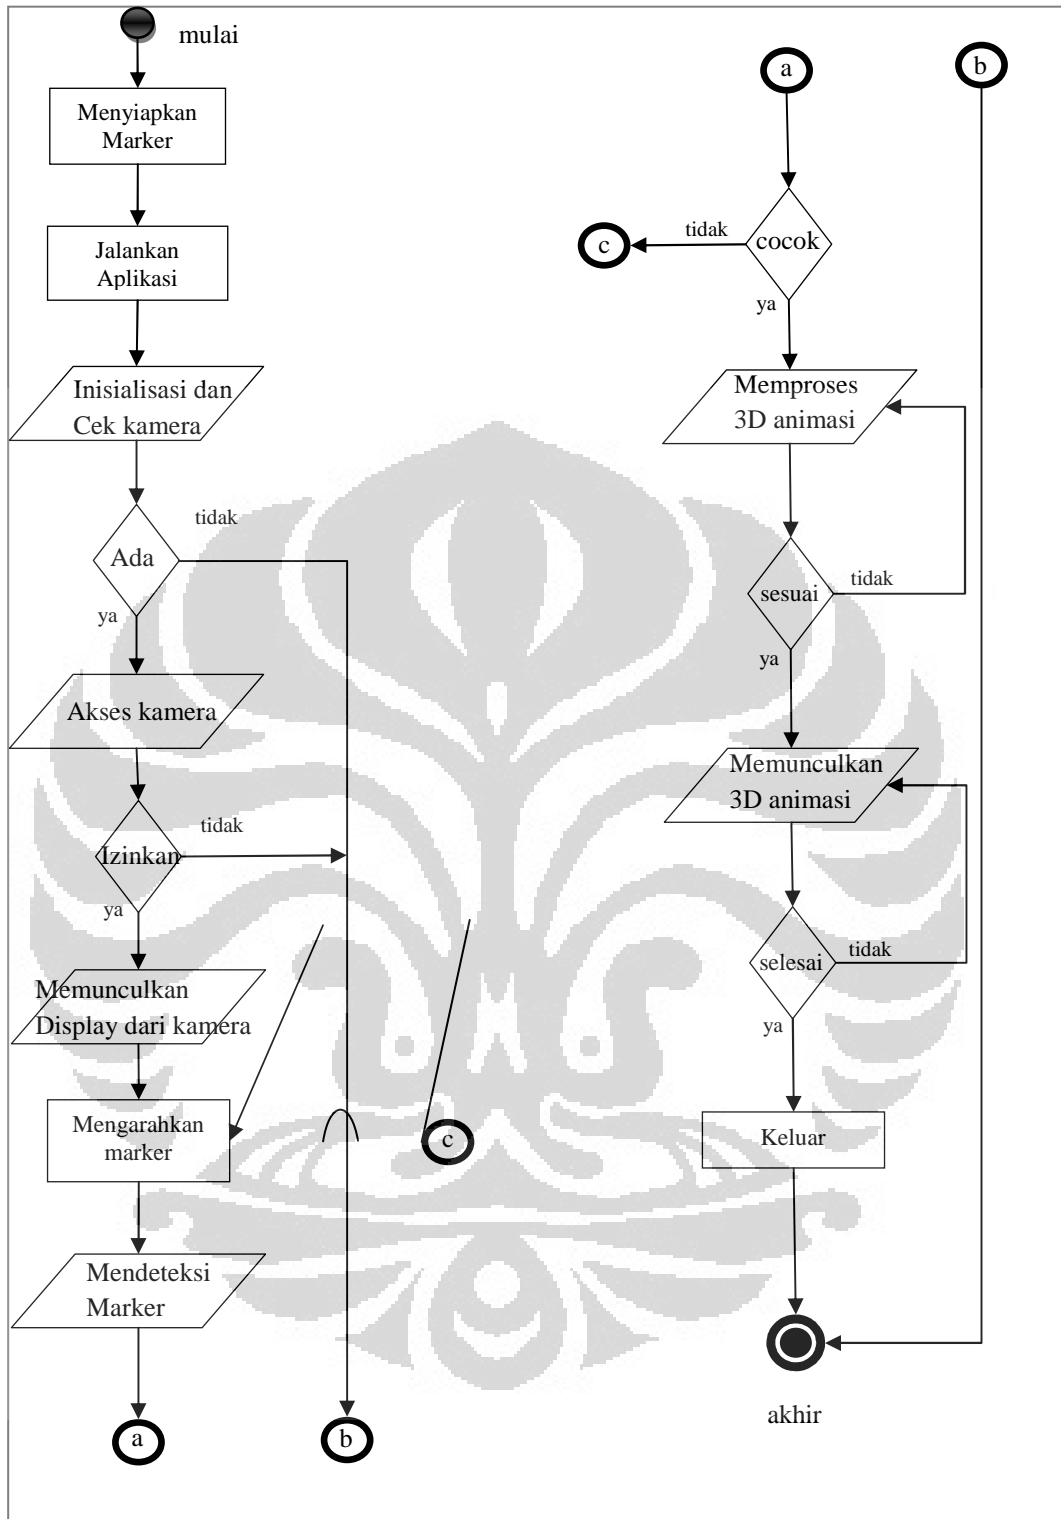 mulai
Menyiapkan
Marker
Jalankan
Aplikasi
Inisialisasi dan
Cek kamera
tidak
Ada
ya
Akses kamera
tidak
Izinkan
ya
Memunculkan
Display dari kamera
Mengarahkan
marker
c
Mendeteksi
Marker
a
b
a
b
tidak
c
cocok
ya
Memproses
3D animasi
sesuai
tidak
ya
Memunculkan
3D animasi
tidak
selesai
ya
Keluar
akhir